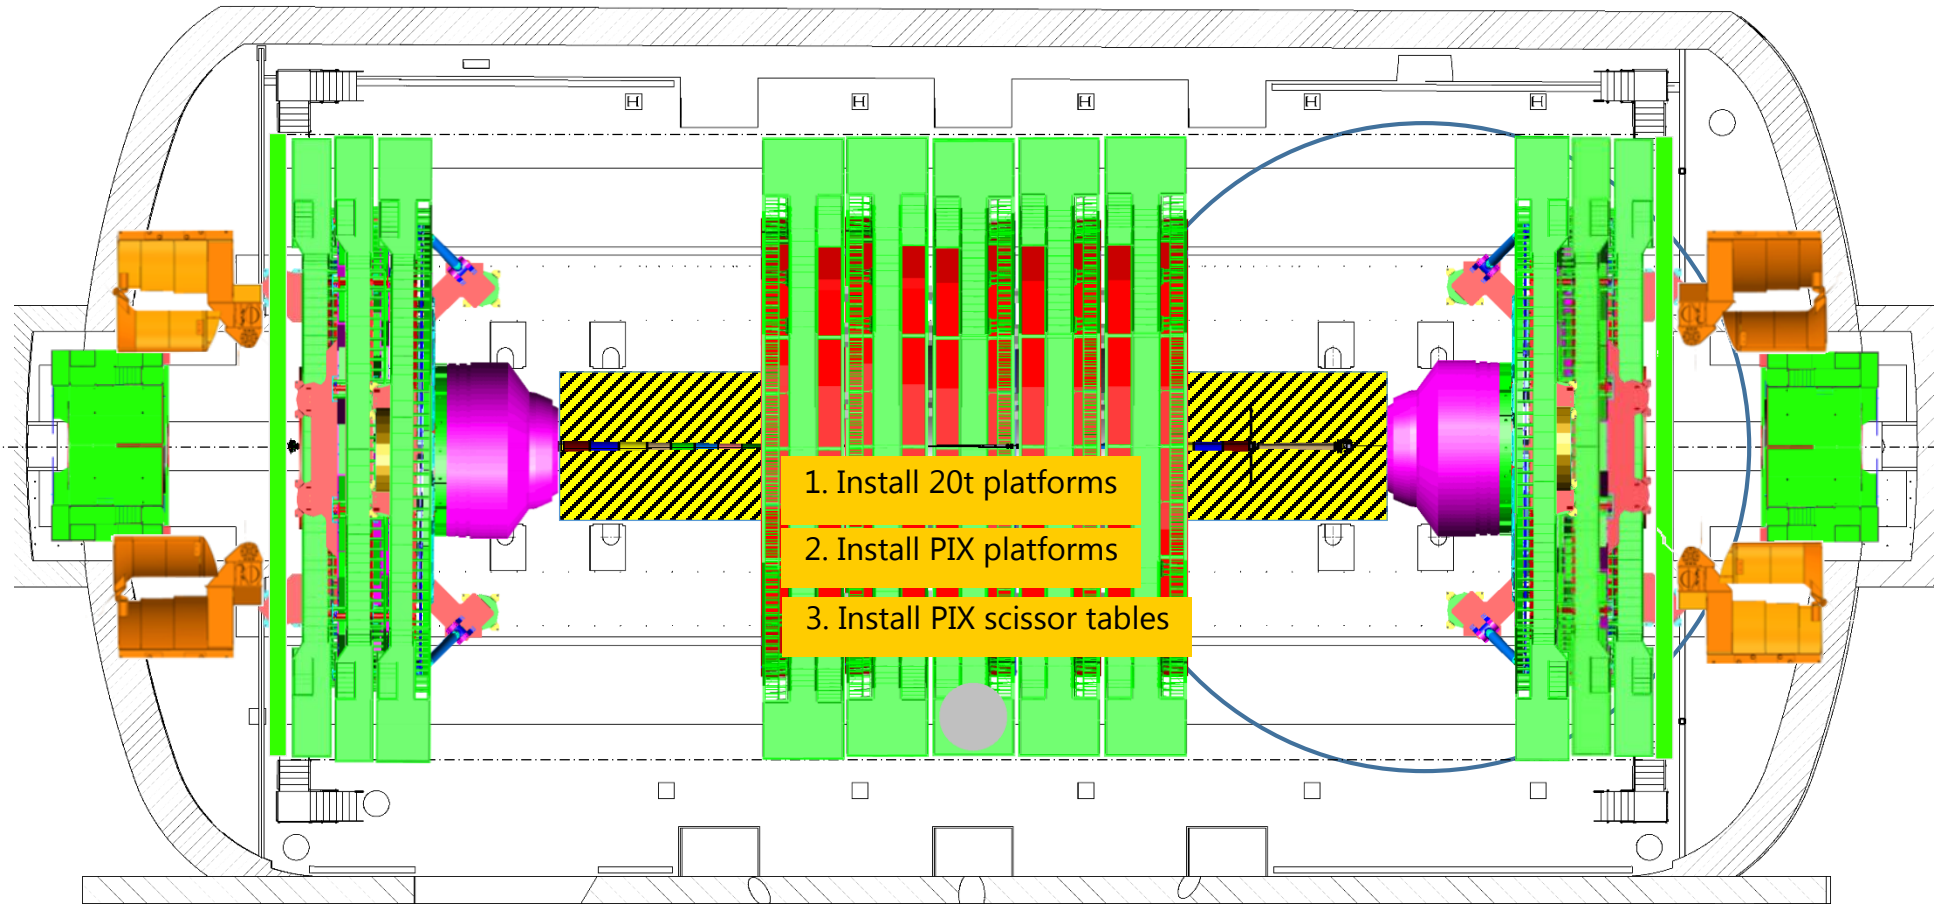 1. Install 20t platforms
2. Install PIX platforms
3. Install PIX scissor tables